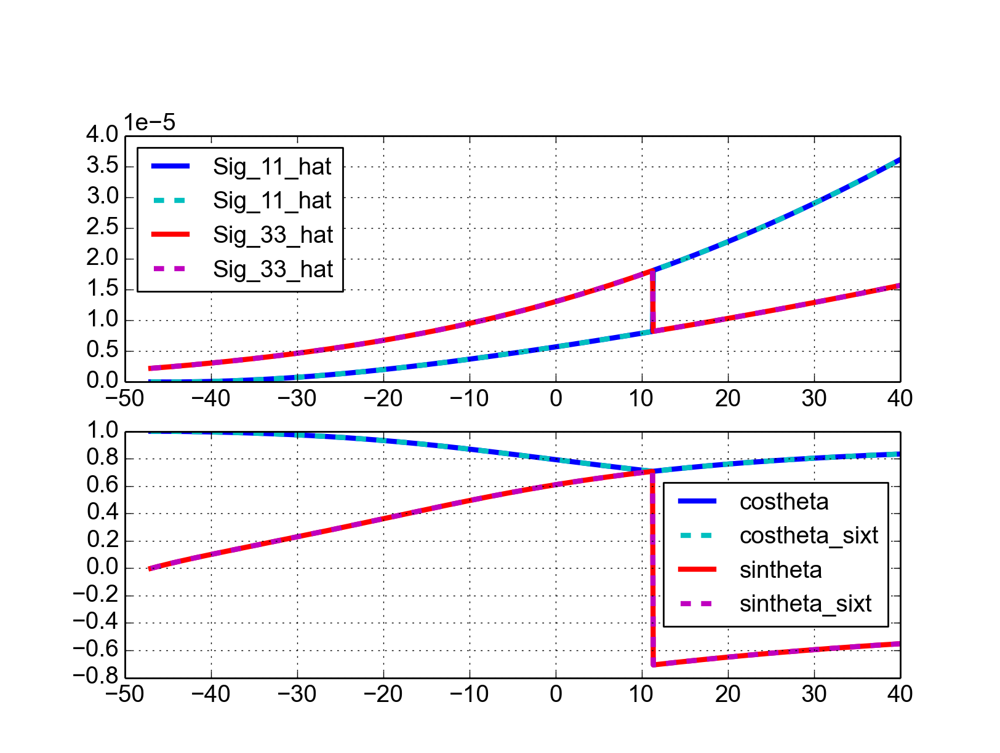 1e−5
4.0
3.5
3.0
2.5
2.0
1.5
1.0
0.5
0.0
Sig_11_hat
Sig_11_hat
Sig_33_hat
Sig_33_hat
−50 −40 −30 −20 −10 0 10 20 30 40
1.0
0.8
0.6
0.4
0.2
0.0
−0.2
−0.4
−0.6
−0.8
costheta
costheta_sixt
sintheta
sintheta_sixt
−50 −40 −30 −20 −10 0 10 20 30 40